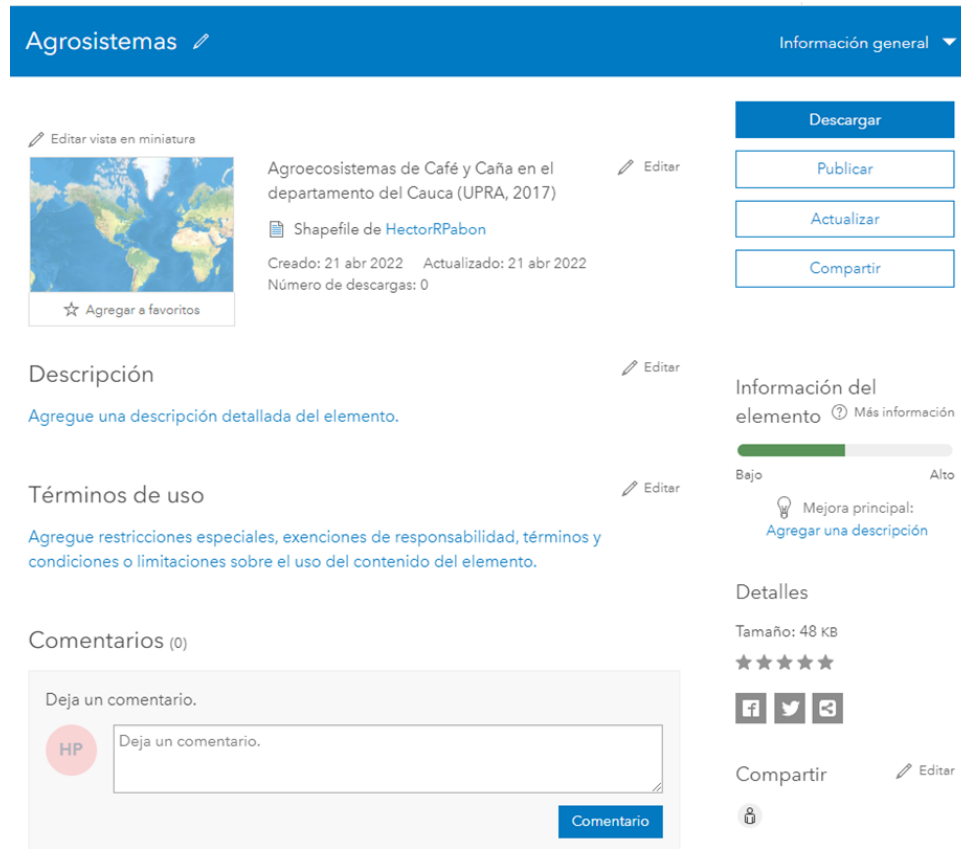 Agrosistemas
Información general
Editar vista en miniatura
Agregar a favoritos
Agroecosistemas de Café y Caña en el
departamento del Cauca (UPRA, 2017)
Editar
Shapefile de HectorRPabon
Creado: 21 abr 2022 Actualizado: 21 abr 2022
Número de descargas: 0
Descargar
Publicar
Actualizar
Compartir
Descripción
Editar
Agregue una descripción detallada del elemento.
Términos de uso
Editar
Agregue restricciones especiales, exenciones de responsabilidad, términos y
condiciones o limitaciones sobre el uso del contenido del elemento.
Comentarios (0)
Deja un comentario.
HP
Deja un comentario.
Comentario
Información del
elemento ? Más información
Bajo
Alto
Mejora principal:
Agregar una descripción
Detalles
Tamaño: 48 KB
Compartir
Editar